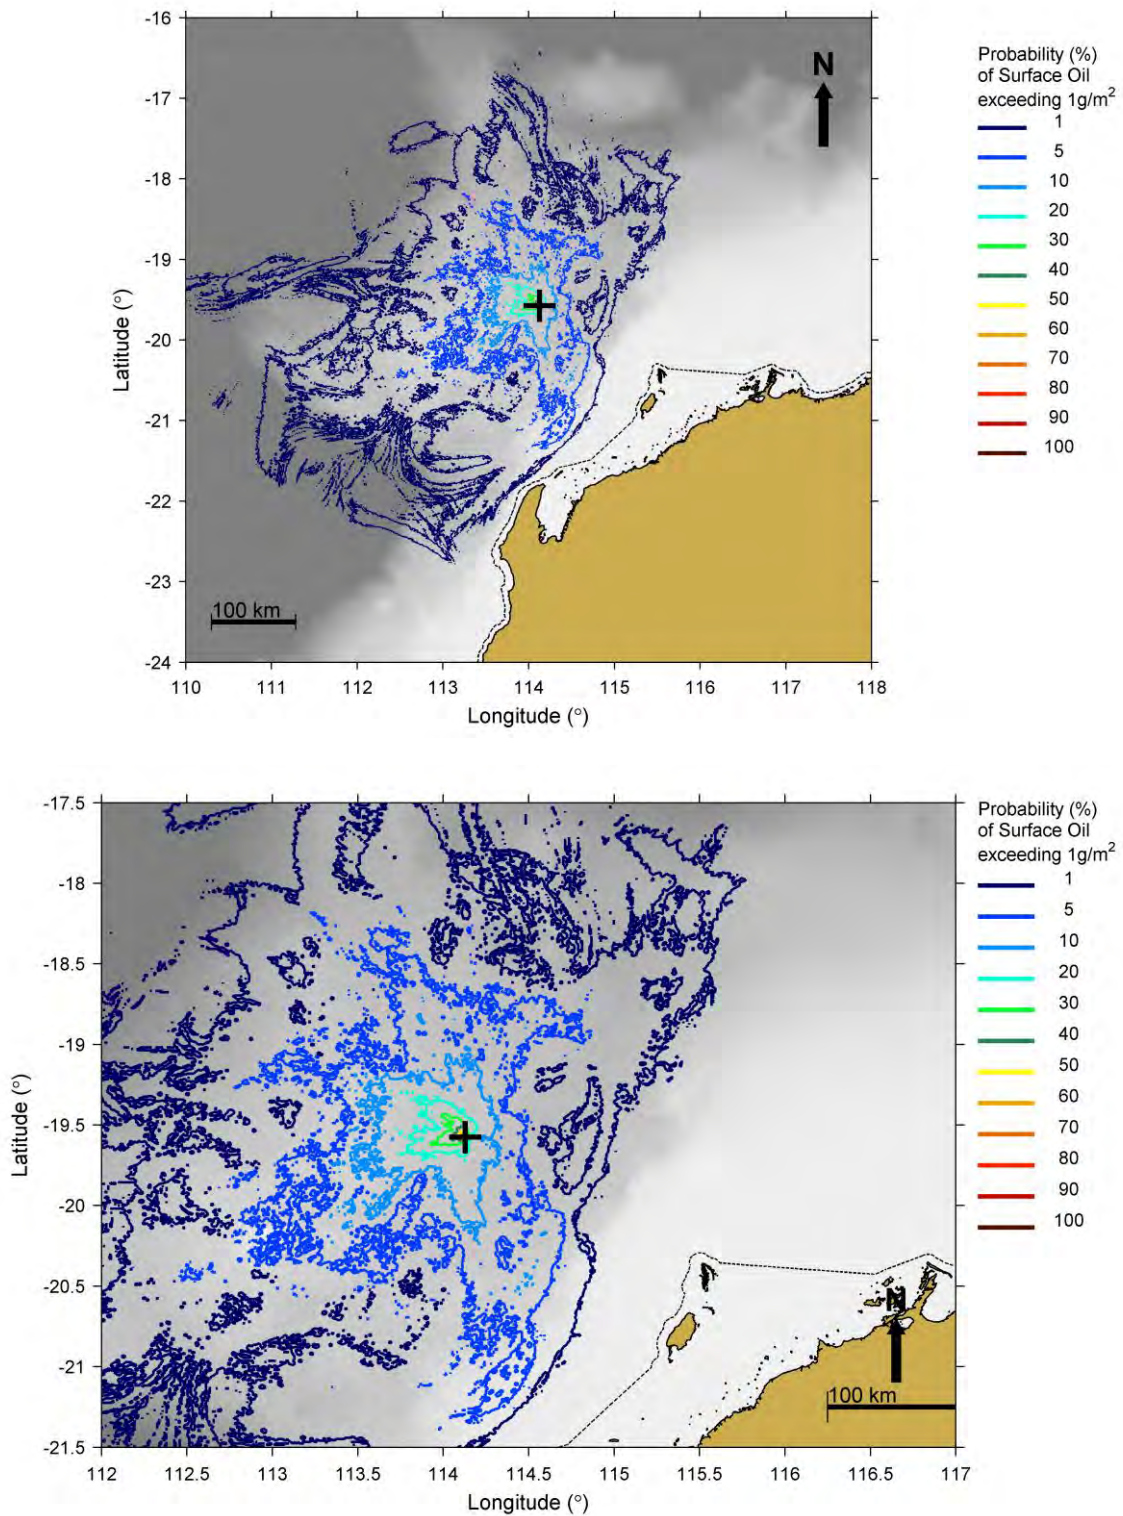 -16
-17
-18
-19
-20
-21
-22
-23
-24
Latitude (°)
110 111 112 113 114 115 116 117 118
Longitude (°)
N
100 km
Probability (%)
of Surface Oil
exceeding 1g/m²
1
5
10
20
30
40
50
60
70
80
90
100
-17.5
-18
-18.5
-19
-19.5
-20
-20.5
-21
-21.5
Latitude (°)
112 112.5 113 113.5 114 114.5 115 115.5 116 116.5 117
Longitude (°)
N
100 km
Probability (%)
of Surface Oil
exceeding 1g/m²
1
5
10
20
30
40
50
60
70
80
90
100